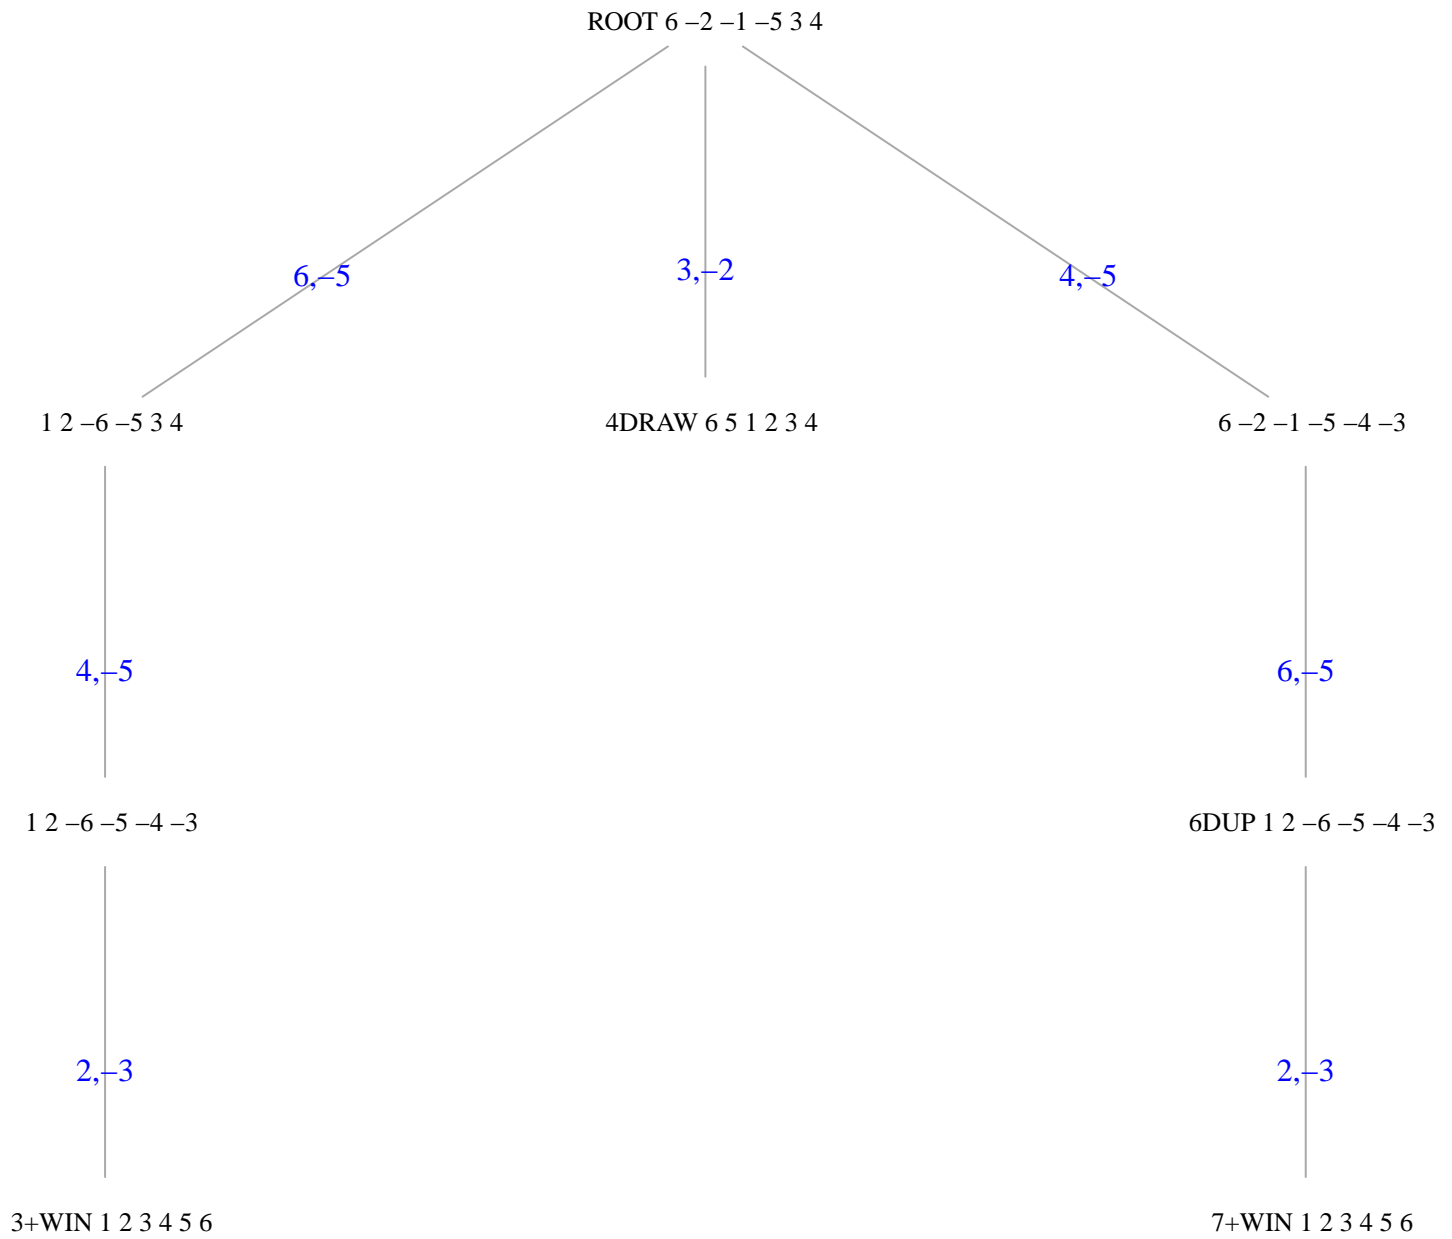 ROOT 6 –2 –1 –5 3 4
6,–5
3,–2
4,–5
1 2 –6 –5 3 4
4DRAW 6 5 1 2 3 4
6 –2 –1 –5 –4 –3
4,–5
6,–5
1 2 –6 –5 –4 –3
6DUP 1 2 –6 –5 –4 –3
2,–3
2,–3
3+WIN 1 2 3 4 5 6
7+WIN 1 2 3 4 5 6